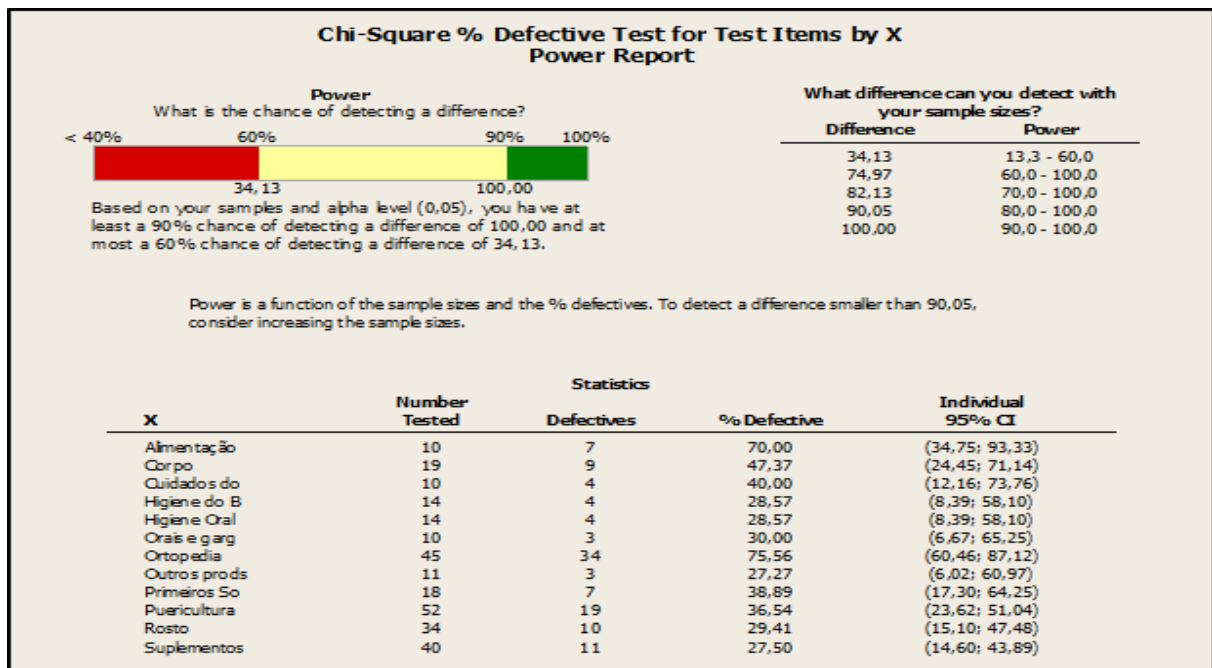 Chi-Square % Defective Test for Test Items by X
Power Report
Power
What is the chance of detecting a difference?
< 40% 60% 90% 100%
34,13 100,00
Based on your samples and alpha level (0,05), you have at
least a 90% chance of detecting a difference of 100,00 and at
most a 60% chance of detecting a difference of 34,13.
What difference can you detect with
your sample sizes?
Difference Power
34,13 13,3 - 60,0
74,97 60,0 - 100,0
82,13 70,0 - 100,0
90,05 80,0 - 100,0
100,00 90,0 - 100,0
Power is a function of the sample sizes and the % defectives. To detect a difference smaller than 90,05,
consider increasing the sample sizes.
Statistics
Number Individual
X Tested Defectives % Defective 95% CI
Alimentação 10 7 70,00 (34,75; 93,33)
Corpo 19 9 47,37 (24,45; 71,14)
Cuidados do 10 4 40,00 (12,16; 73,76)
Higiene do B 14 4 28,57 (8,39; 58,10)
Higiene Oral 14 4 28,57 (8,39; 58,10)
Orais e garg 10 3 30,00 (6,67; 65,25)
Ortopedia 45 34 75,56 (60,46; 87,12)
Outros prods 11 3 27,27 (6,02; 60,97)
Primeiros So 18 7 38,89 (17,30; 64,25)
Puericultura 52 19 36,54 (23,62; 51,04)
Rosto 34 10 29,41 (15,10; 47,48)
Suplementos 40 11 27,50 (14,60; 43,89)